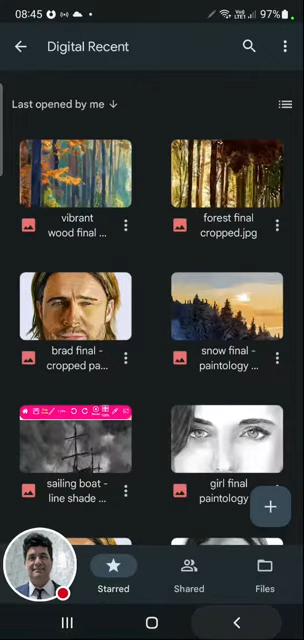 08:45
97%
Digital Recent
Last opened by me
vibrant
wood final ...
forest final
cropped.jpg
brad final -
cropped pa...
snow final -
paintology ...
sailing boat -
line shade ...
girl final
paintology
Starred
Shared
Files